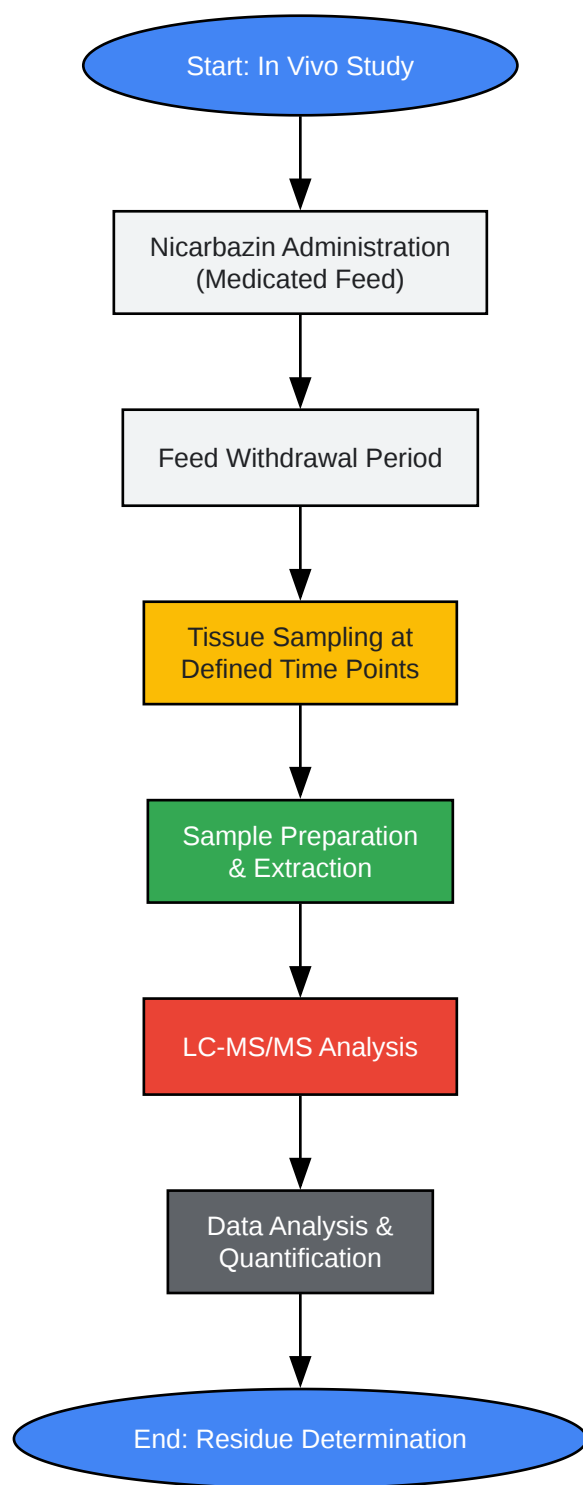 Start: In Vivo Study
Nicarbazin Administration
(Medicated Feed)
Feed Withdrawal Period
Tissue Sampling at
Defined Time Points
Sample Preparation
& Extraction
LC-MS/MS Analysis
Data Analysis &
Quantification
End: Residue Determination